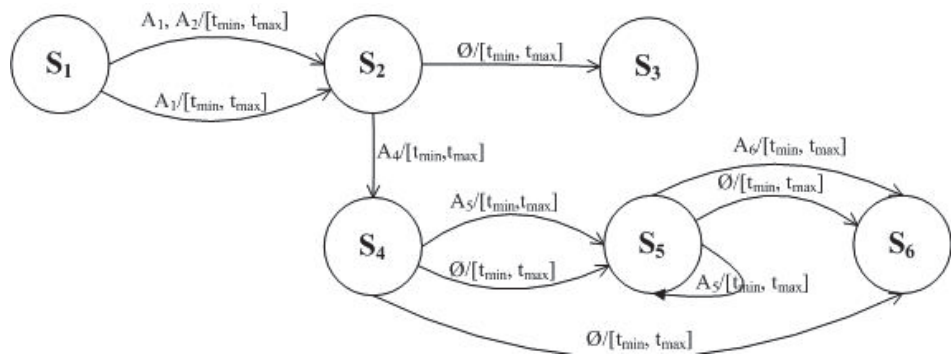 A₁, A₂/[tmin, tmax]
S₁
S₂
Ø/[tmin, tmax]
S₃
A₁/[tmin, tmax]
A₄/[tmin,tmax]
A₆/[tmin, tmax]
Ø/[tmin, tmax]
A₅/[tmin,tmax]
S₄
S₅
S₆
Ø/[tmin, tmax]
A₅/[tmin, tmax]
Ø/[tmin, tmax]